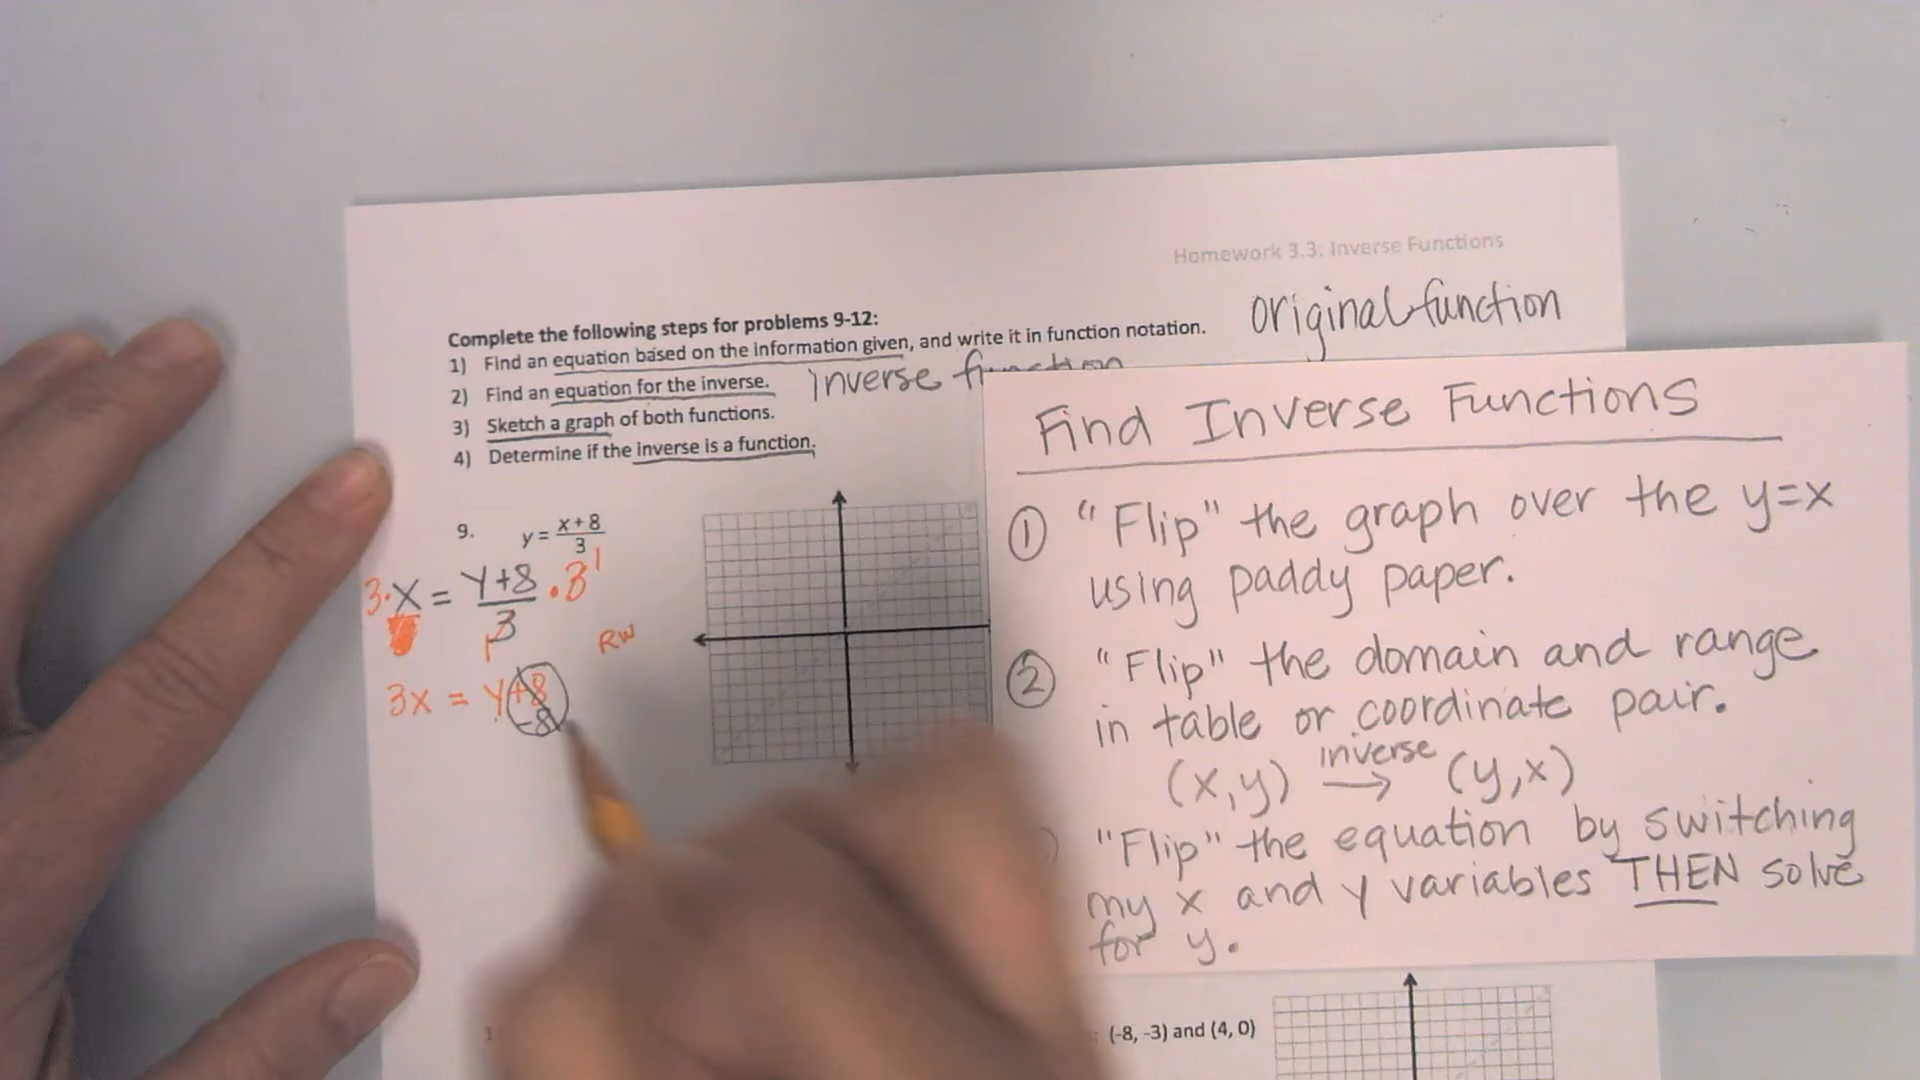 Homework 3.3: Inverse Functions
original function
Complete the following steps for problems 9-12:
1) Find an equation based on the information given, and write it in function notation.
2) Find an equation for the inverse. inverse function
3) Sketch a graph of both functions.
4) Determine if the inverse is a function.
9. y = x+8
3
3·x = y+8 · 3 1
3
1
RW
3x = y+8
-8
Find Inverse Functions
① "Flip" the graph over the y=x
using paddy paper.
② "Flip" the domain and range
in table or coordinate pair.
(x,y) inverse → (y,x)
"Flip" the equation by switching
my x and y variables THEN solve
for y.
(-8, -3) and (4, 0)